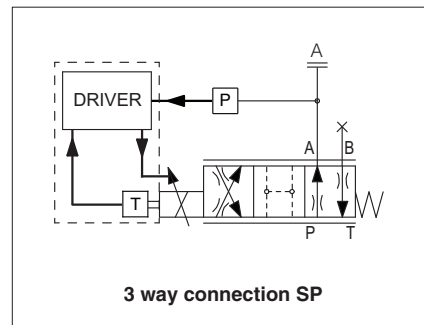 A
DRIVER
P
A B
T
P T
3 way connection SP